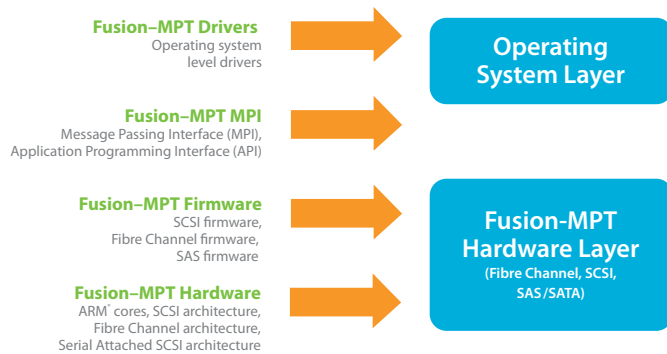 Fusion–MPT Drivers
Operating system
level drivers
Operating
System Layer
Fusion–MPT MPI
Message Passing Interface (MPI),
Application Programming Interface (API)
Fusion–MPT Firmware
SCSI firmware,
Fibre Channel firmware,
SAS firmware
Fusion-MPT
Hardware Layer
(Fibre Channel, SCSI,
SAS/SATA)
Fusion–MPT Hardware
ARM* cores, SCSI architecture,
Fibre Channel architecture,
Serial Attached SCSI architecture